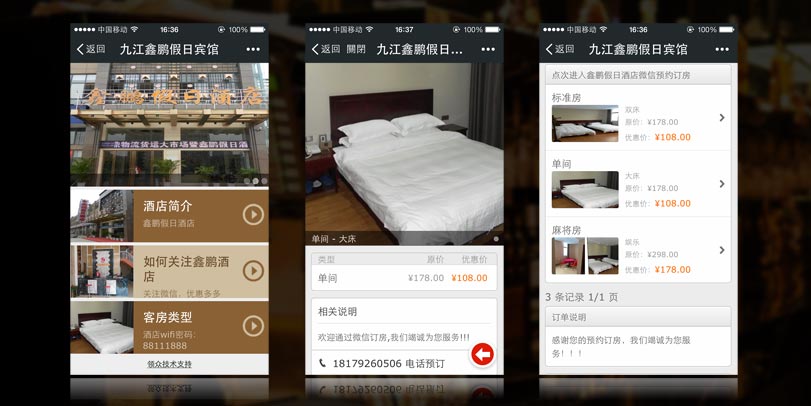 中国移动
16:36
100%
返回
九江鑫鹏假日宾馆
鑫鹏假日酒店
酒店简介
鑫鹏假日酒店
如何关注鑫鹏酒
店
关注微信，优惠多多
客房类型
酒店wifi密码：
88111888
领众技术支持
中国移动
16:37
100%
返回
關閉
九江鑫鹏假日...
单间 - 大床
类型 原价 优惠价
单间 ¥178.00 ¥108.00
相关说明
欢迎通过微信订房,我们竭诚为您服务!!!
18179260506 电话预订
中国移动
16:36
100%
返回
九江鑫鹏假日宾馆
点次进入鑫鹏假日酒店微信预约订房
标准房
双床
原价：¥178.00
优惠价：¥108.00
单间
大床
原价：¥178.00
优惠价：¥108.00
麻将房
娱乐
原价：¥298.00
优惠价：¥178.00
3 条记录 1/1 页
订单说明
感谢您的预约订房，我们竭诚为您服
务！！！